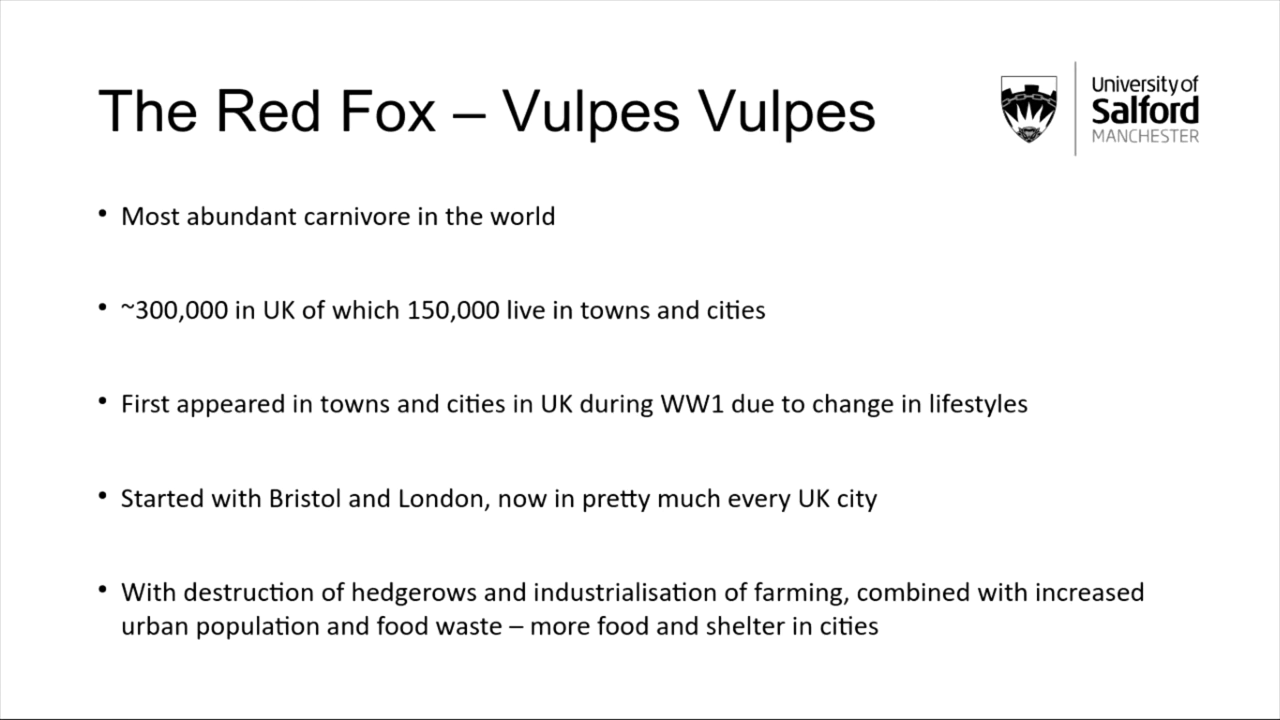 The Red Fox – Vulpes Vulpes
University of
Salford
MANCHESTER
• Most abundant carnivore in the world
• ~300,000 in UK of which 150,000 live in towns and cities
• First appeared in towns and cities in UK during WW1 due to change in lifestyles
• Started with Bristol and London, now in pretty much every UK city
• With destruction of hedgerows and industrialisation of farming, combined with increased
urban population and food waste – more food and shelter in cities